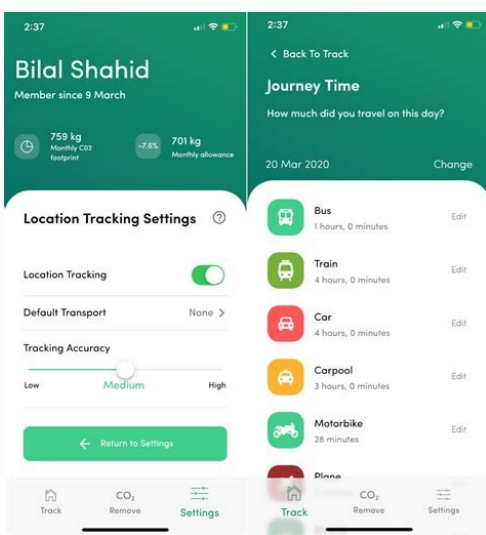 2:37
Bilal Shahid
Member since 9 March
759 kg
Monthly C02
footprint
-7.6%
701 kg
Monthly allowance
Location Tracking Settings
Location Tracking
Default Transport None
Tracking Accuracy
Low Medium High
Return to Settings
Track
CO₂
Remove
Settings
2:37
Back To Track
Journey Time
How much did you travel on this day?
20 Mar 2020 Change
Bus
1 hours, 0 minutes
Edit
Train
4 hours, 0 minutes
Edit
Car
4 hours, 0 minutes
Edit
Carpool
3 hours, 0 minutes
Edit
Motorbike
28 minutes
Edit
Plane
Track
CO₂
Remove
Settings